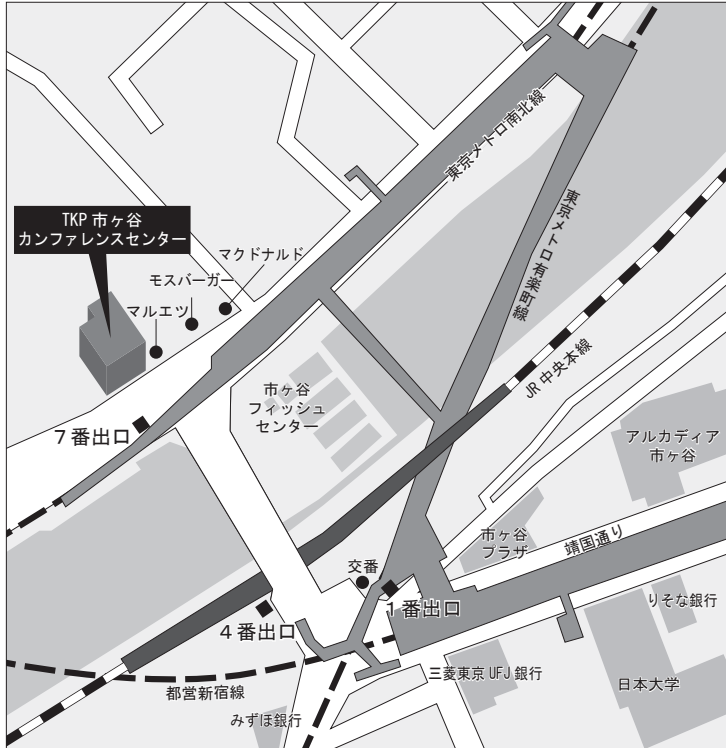 東京メトロ南北線
TKP 市ヶ谷
カンファレンスセンター
マクドナルド
モスバーガー
マルエツ
東京メトロ有楽町線
JR 中央本線
市ヶ谷
フィッシュ
センター
7番出口
アルカディア
市ヶ谷
市ヶ谷
プラザ
靖国通り
交番
1番出口
りそな銀行
4番出口
都営新宿線
三菱東京 UFJ 銀行
日本大学
みずほ銀行